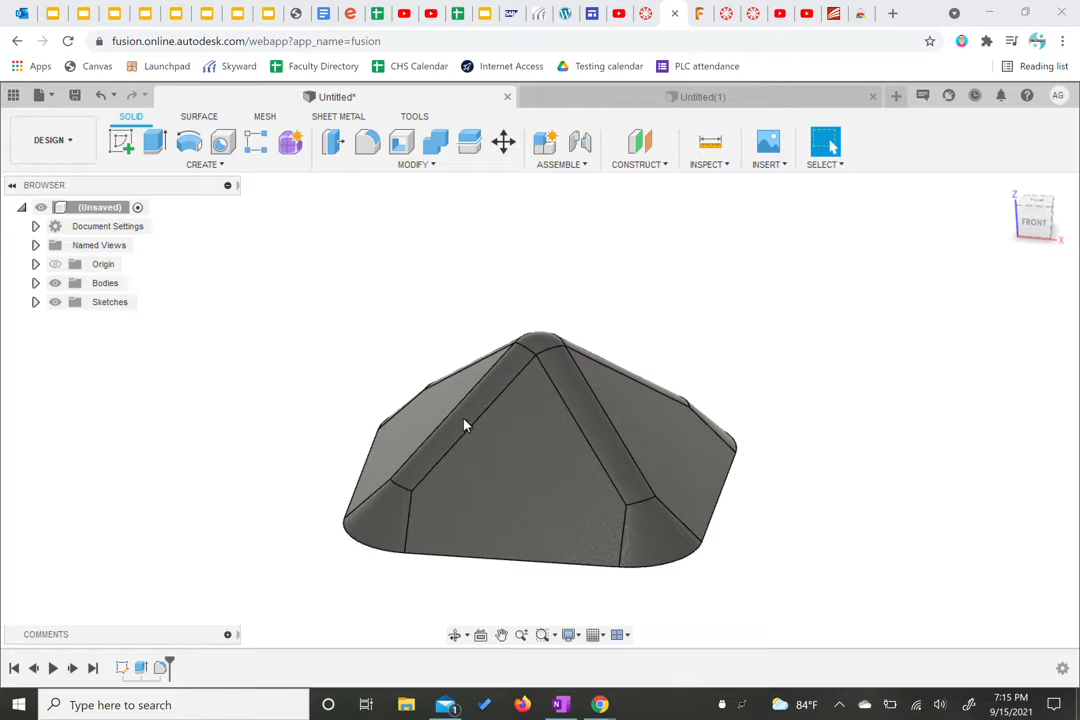 fusion.online.autodesk.com/webapp?app_name=fusion
Apps Canvas Launchpad Skyward Faculty Directory CHS Calendar Internet Access Testing calendar PLC attendance Reading list
Untitled* Untitled(1) AG
SOLID SURFACE MESH SHEET METAL TOOLS
DESIGN
CREATE MODIFY ASSEMBLE CONSTRUCT INSPECT INSERT SELECT
BROWSER
(Unsaved)
Document Settings
Named Views
Origin
Bodies
Sketches
Z
FRONT
X
COMMENTS
Type here to search
1
84°F
7:15 PM
9/15/2021